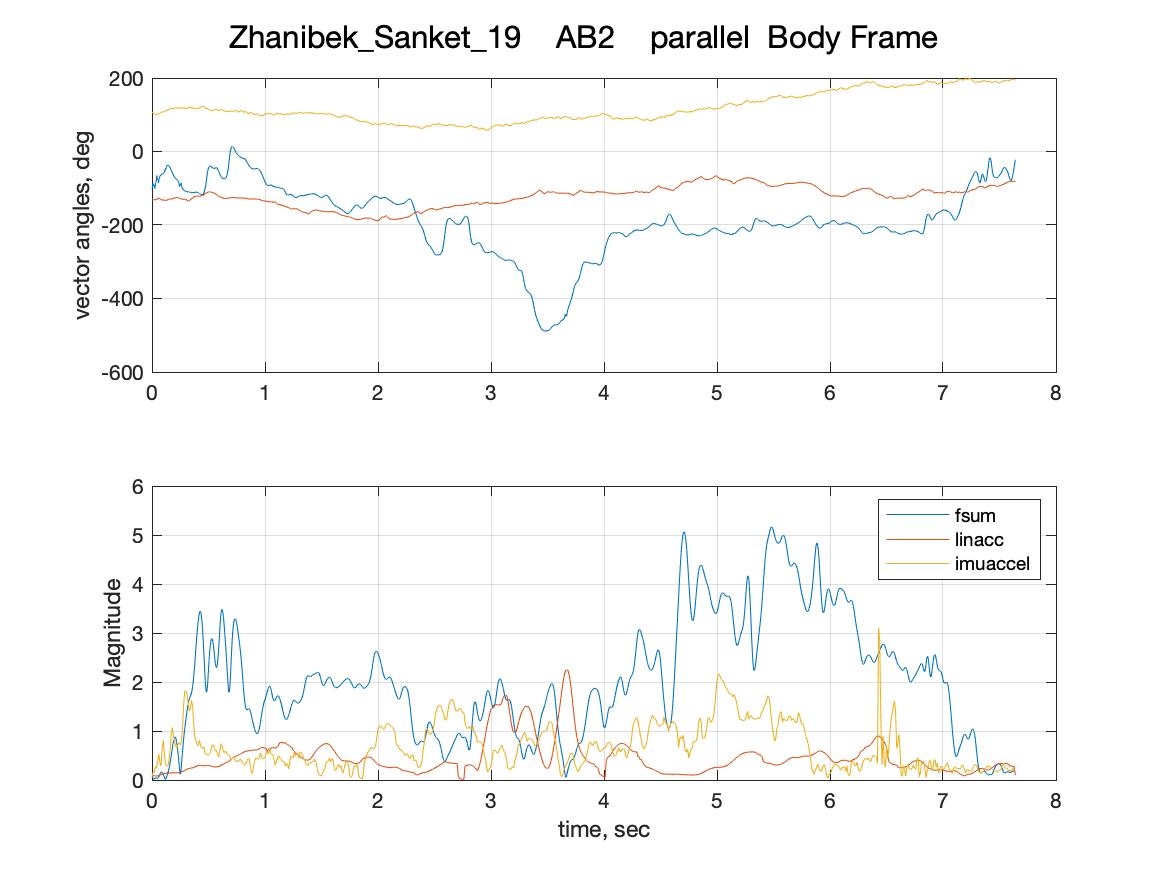 Zhanibek_Sanket_19 AB2 parallel Body Frame
200
0
-200
-400
-600
vector angles, deg
0 1 2 3 4 5 6 7 8
6
5
4
3
2
1
0
Magnitude
fsum
linacc
imuaccel
0 1 2 3 4 5 6 7 8
time, sec